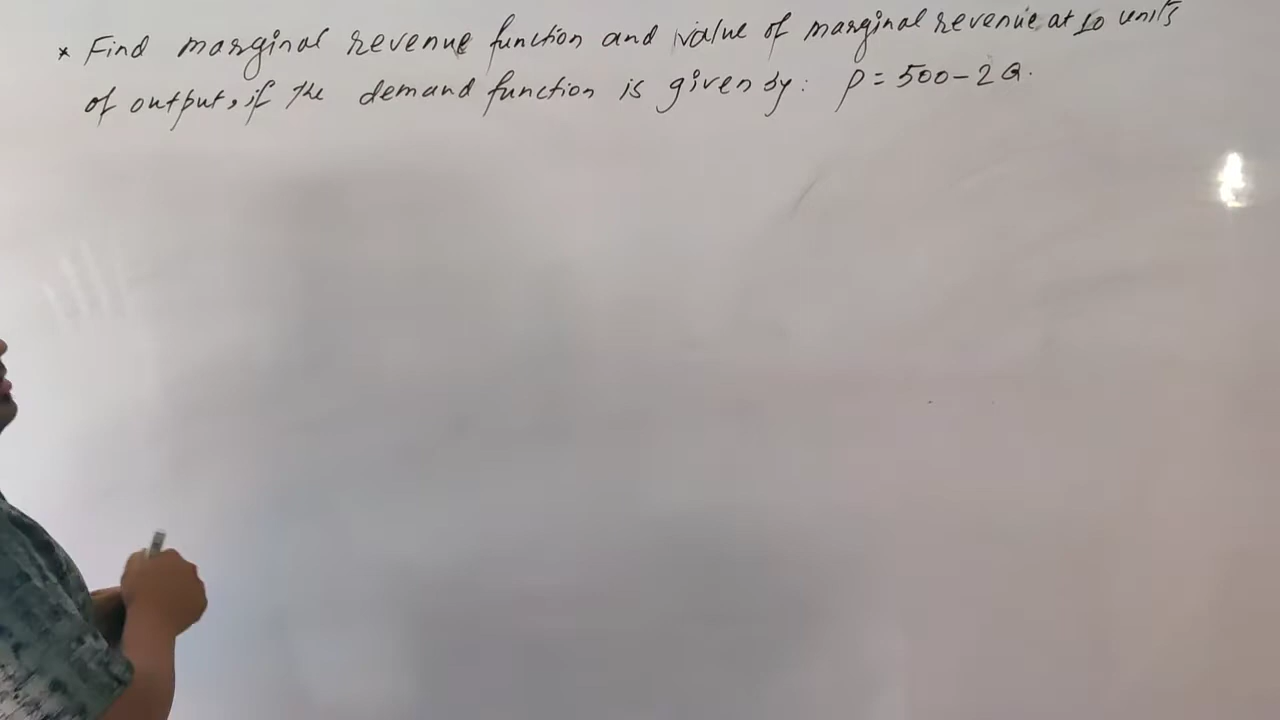 * Find marginal revenue function and value of marginal revenue at 10 units
of output, if the demand function is given by: P = 500 - 2Q.